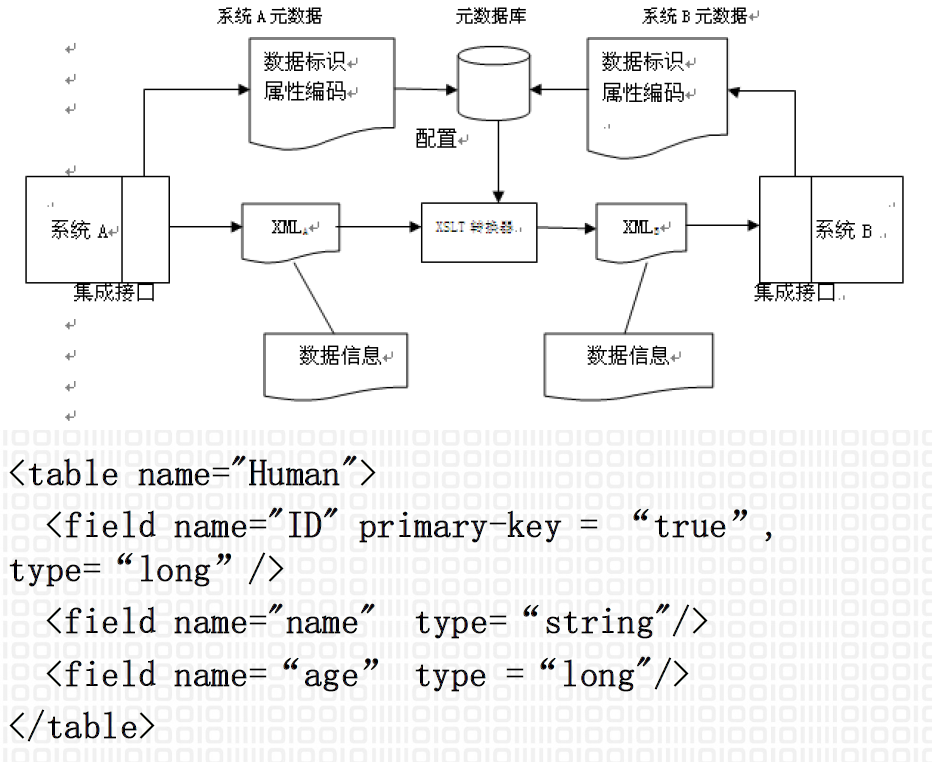 系统 A 元数据
元数据库
系统 B 元数据↵
数据标识↵
属性编码↵
数据标识↵
属性编码↵
配置↵
系统 A↵
XMLA↵
XSLT 转换器
XMLB↵
系统 B
集成接口
集成接口
数据信息↵
数据信息↵
<table name="Human">
<field name="ID" primary-key = “true”,
type=“long”/>
<field name="name" type=“string"/>
<field name=“age” type =“long"/>
</table>